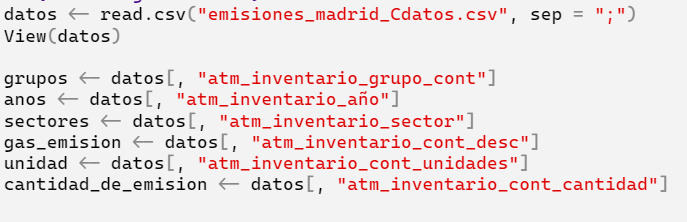 datos <- read.csv("emisiones_madrid_Cdatos.csv", sep = ";")
View(datos)
grupos <- datos[, "atm_inventario_grupo_cont"]
anos <- datos[, "atm_inventario_año"]
sectores <- datos[, "atm_inventario_sector"]
gas_emision <- datos[, "atm_inventario_cont_desc"]
unidad <- datos[, "atm_inventario_cont_unidades"]
cantidad_de_emision <- datos[, "atm_inventario_cont_cantidad"]